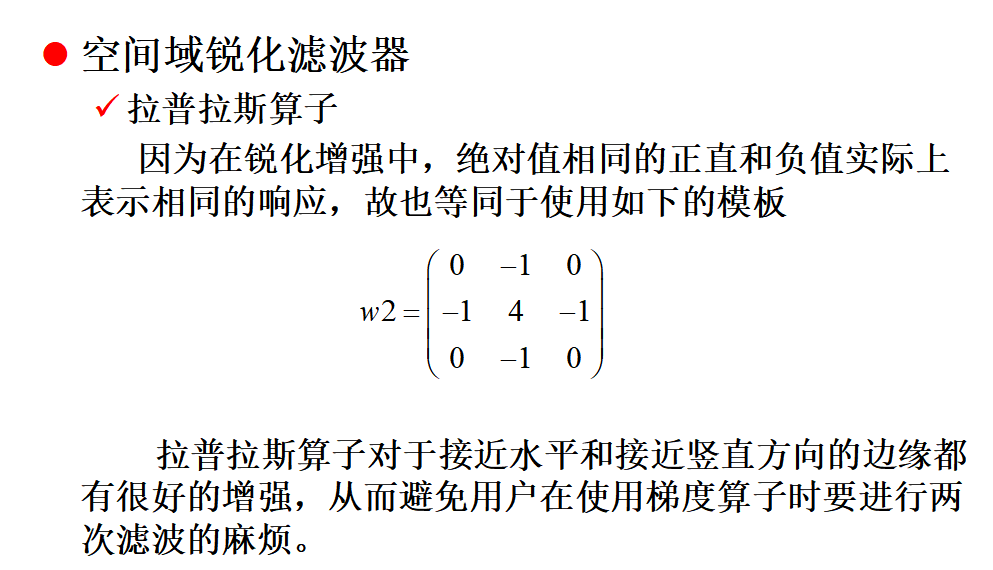 空间域锐化滤波器
拉普拉斯算子
因为在锐化增强中，绝对值相同的正直和负值实际上
表示相同的响应，故也等同于使用如下的模板
0 –1 0
w2 = –1 4 –1
0 –1 0
拉普拉斯算子对于接近水平和接近竖直方向的边缘都
有很好的增强，从而避免用户在使用梯度算子时要进行两
次滤波的麻烦。